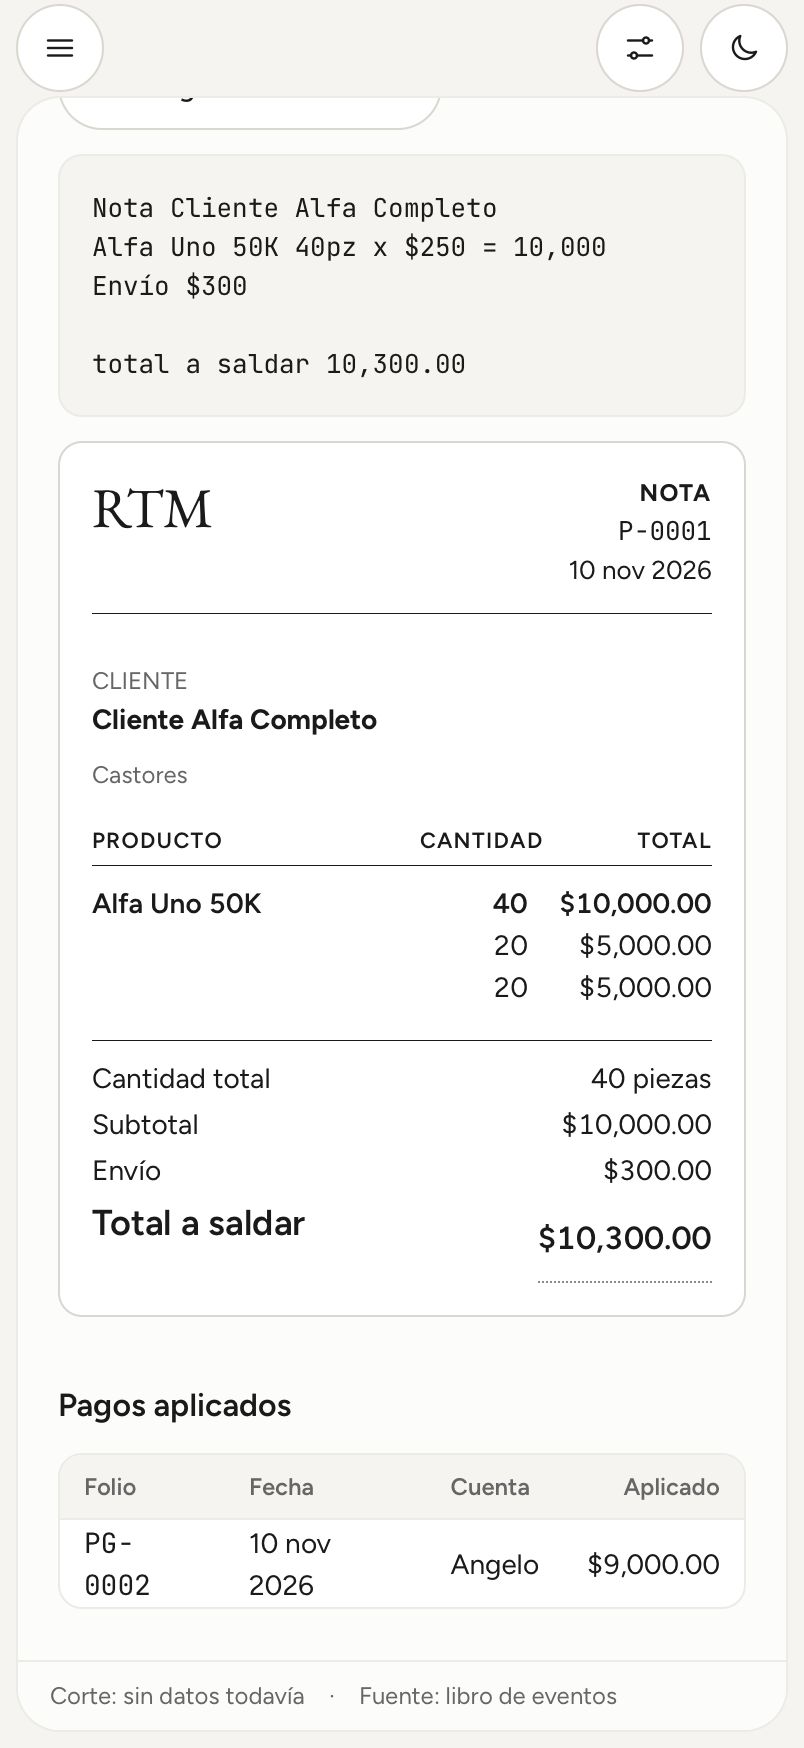 Nota Cliente Alfa Completo
Alfa Uno 50K 40pz x $250 = 10,000
Envío $300
total a saldar 10,300.00
RTM
NOTA
P-0001
10 nov 2026
CLIENTE
Cliente Alfa Completo
Castores
PRODUCTO CANTIDAD TOTAL
Alfa Uno 50K 40 $10,000.00
20 $5,000.00
20 $5,000.00
Cantidad total 40 piezas
Subtotal $10,000.00
Envío $300.00
Total a saldar $10,300.00
Pagos aplicados
Folio Fecha Cuenta Aplicado
PG-0002 10 nov 2026 Angelo $9,000.00
Corte: sin datos todavía · Fuente: libro de eventos